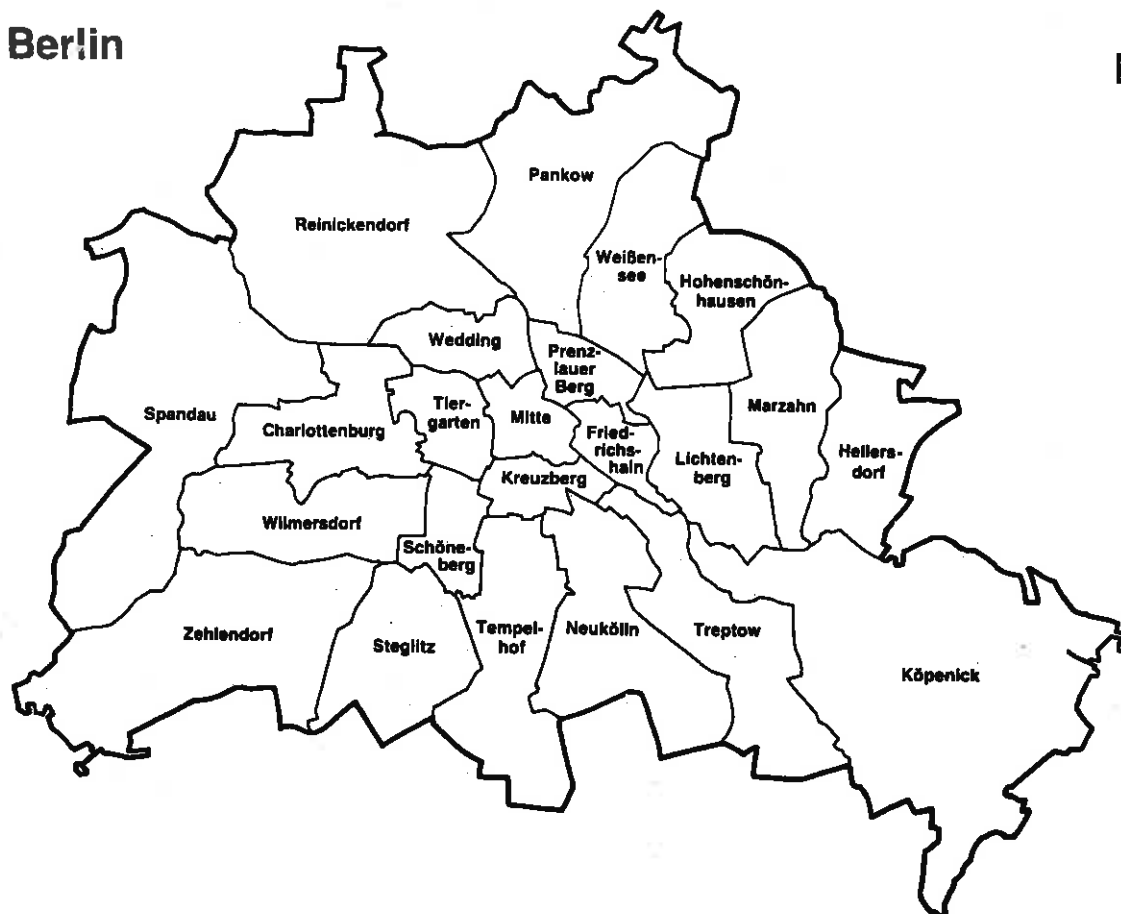 Berlin
Pankow
Reinickendorf
Weißen-
see
Hohenschön-
hausen
Wedding
Prenz-
lauer
Berg
Spandau
Charlottenburg
Tier-
garten
Mitte
Fried-
richs-
hain
Marzahn
Lichten-
berg
Hellers-
dorf
Kreuzberg
Wilmersdorf
Schöne-
berg
Zehlendorf
Steglitz
Tempel-
hof
Neukölln
Treptow
Köpenick